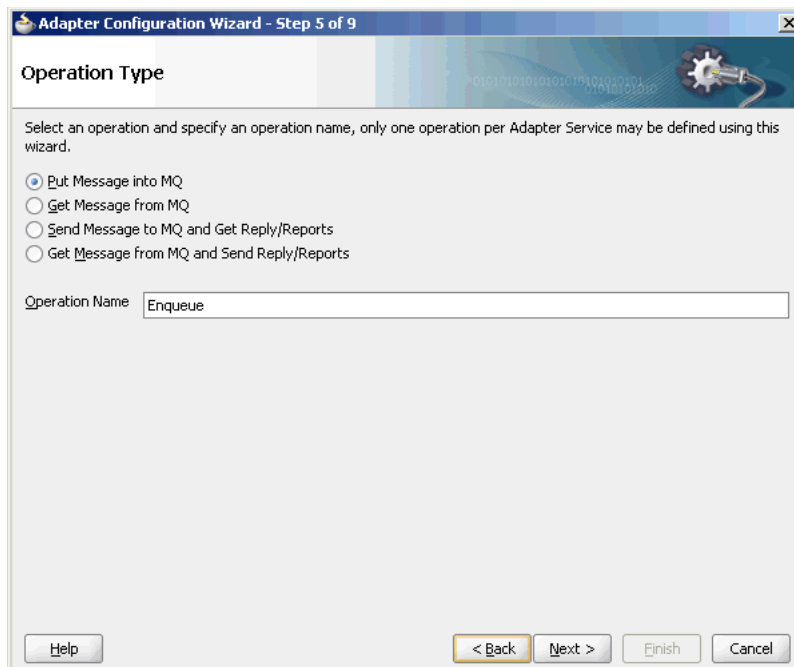 Adapter Configuration Wizard - Step 5 of 9
Operation Type
Select an operation and specify an operation name, only one operation per Adapter Service may be defined using this
wizard.
Put Message into MQ
Get Message from MQ
Send Message to MQ and Get Reply/Reports
Get Message from MQ and Send Reply/Reports
Operation Name Enqueue
Help < Back Next > Finish Cancel